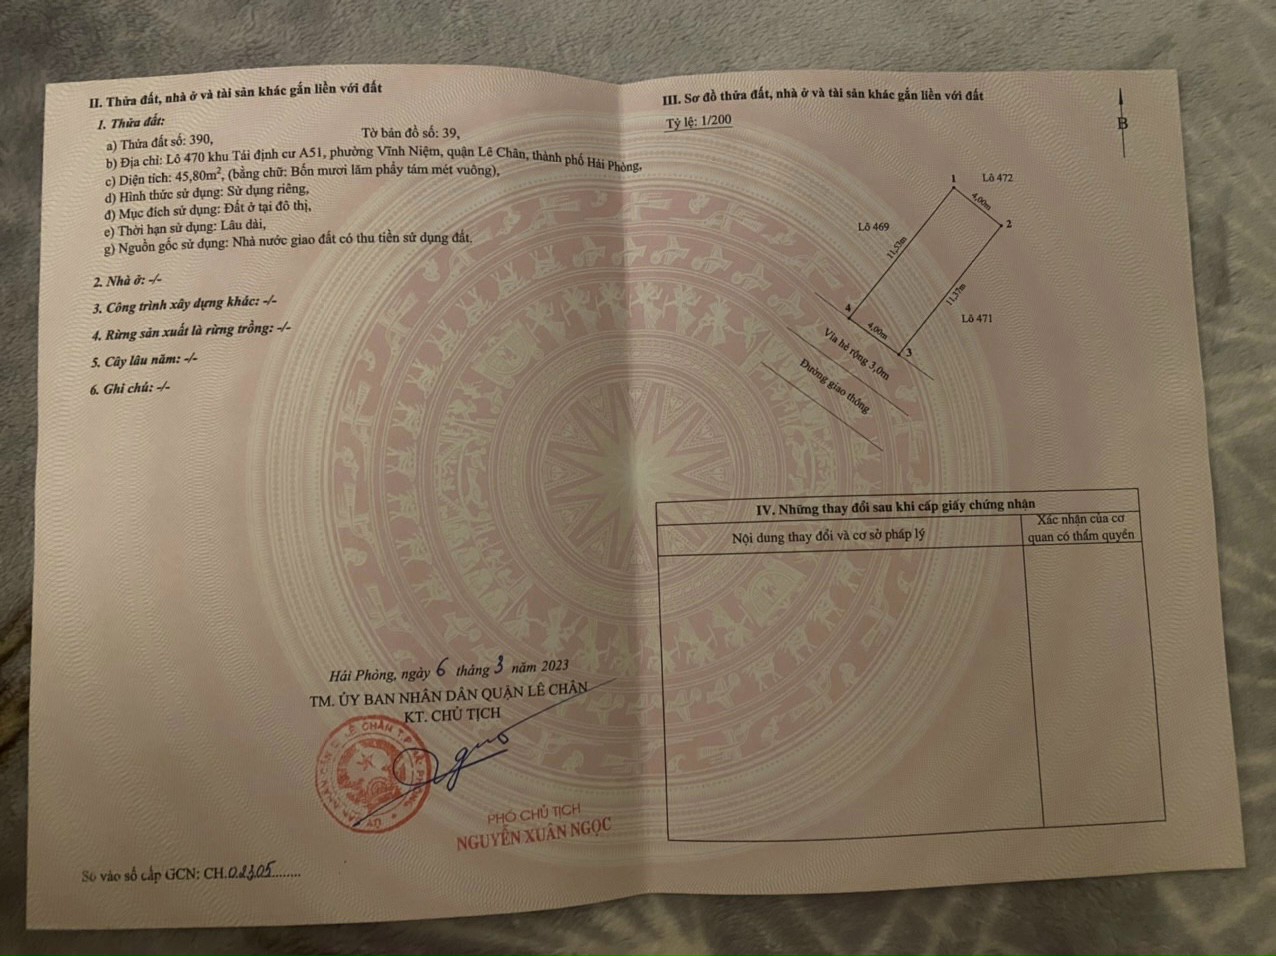 II. Thửa đất, nhà ở và tài sản khác gắn liền với đất
1. Thửa đất:
a) Thửa đất số: 390, Tờ bản đồ số: 39,
b) Địa chỉ: Lô 470 khu Tái định cư A51, phường Vĩnh Niệm, quận Lê Chân, thành phố Hải Phòng,
c) Diện tích: 45,80m², (bằng chữ: Bốn mươi lăm phẩy tám mét vuông),
d) Hình thức sử dụng: Sử dụng riêng,
đ) Mục đích sử dụng: Đất ở tại đô thị,
e) Thời hạn sử dụng: Lâu dài,
g) Nguồn gốc sử dụng: Nhà nước giao đất có thu tiền sử dụng đất.
2. Nhà ở: -/-
3. Công trình xây dựng khác: -/-
4. Rừng sản xuất là rừng trồng: -/-
5. Cây lâu năm: -/-
6. Ghi chú: -/-
Hải Phòng, ngày 6 tháng 3 năm 2023
TM. ỦY BAN NHÂN DÂN QUẬN LÊ CHÂN
KT. CHỦ TỊCH
PHÓ CHỦ TỊCH
NGUYỄN XUÂN NGỌC
Số vào sổ cấp GCN: CH.02305........
III. Sơ đồ thửa đất, nhà ở và tài sản khác gắn liền với đất
Tỷ lệ: 1/200
B
1
Lô 472
4,00m
2
Lô 469
11,53m
11,37m
Lô 471
4
4,00m
3
Vỉa hè rộng 3,0m
Đường giao thông
IV. Những thay đổi sau khi cấp giấy chứng nhận
Nội dung thay đổi và cơ sở pháp lý
Xác nhận của cơ
quan có thẩm quyền